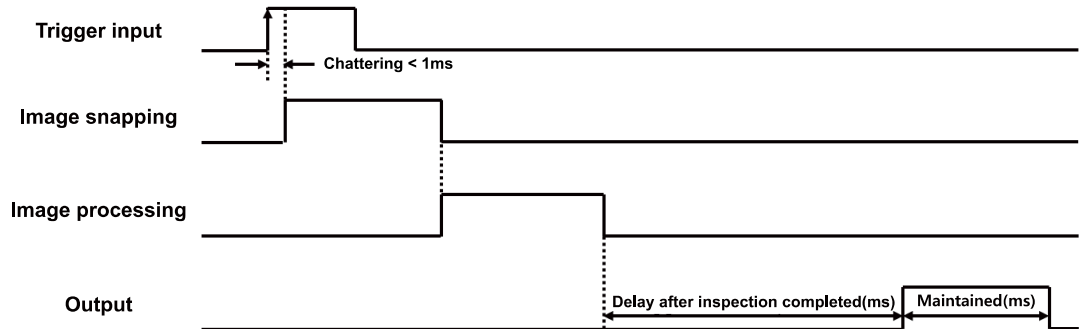 Trigger input
Chattering < 1ms
Image snapping
Image processing
Output
Delay after inspection completed(ms)
Maintained(ms)